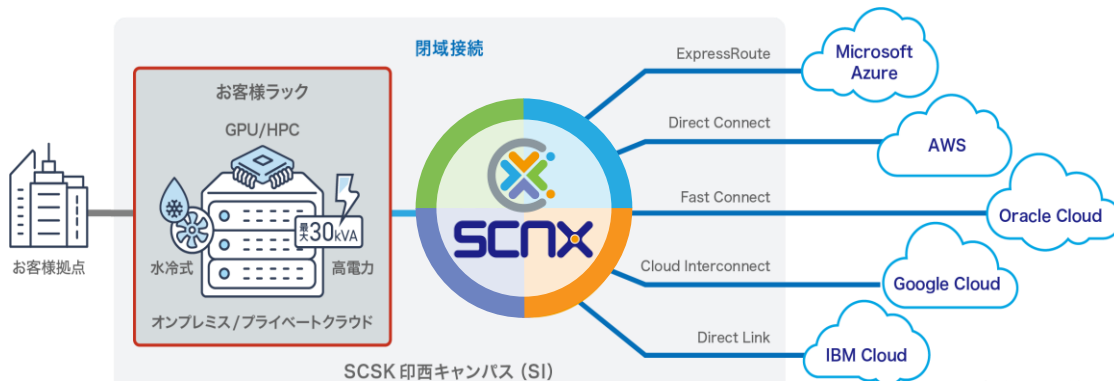 閉域接続
ExpressRoute
Microsoft
Azure
お客様ラック
GPU/HPC
Direct Connect
AWS
お客様拠点
水冷式
最大30kVA
高電力
オンプレミス/プライベートクラウド
SCNX
Fast Connect
Oracle Cloud
Cloud Interconnect
Google Cloud
Direct Link
IBM Cloud
SCSK 印西キャンパス (SI)